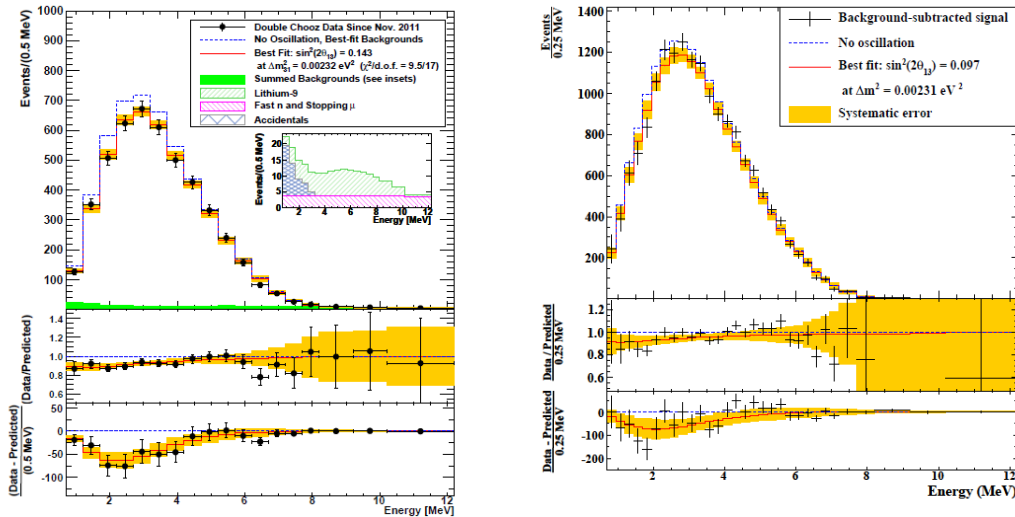 Events/(0.5 MeV)
700
600
500
400
300
200
100
Double Chooz Data Since Nov. 2011
No Oscillation, Best-fit Backgrounds
Best Fit: sin²(2θ₁₃) = 0.143
at Δm²₃₁ = 0.00232 eV² (χ²/d.o.f. = 9.5/17)
Summed Backgrounds (see insets)
Lithium-9
Fast n and Stopping μ
Accidentals
Events/(0.5 MeV)
20
15
10
5
0
2 4 6 8 10 12
Energy [MeV]
(Data/Predicted)
1.2
1.0
0.8
0.6
(Data - Predicted)
(0.5 MeV)
50
0
-50
-100
2 4 6 8 10 12
Energy [MeV]
Events
0.25 MeV
1400
1200
1000
800
600
400
200
Background-subtracted signal
No oscillation
Best fit: sin²(2θ₁₃) = 0.097
at Δm² = 0.00231 eV²
Systematic error
Data / Predicted
0.25 MeV
1.2
1.0
0.8
0.6
Data - Predicted
0.25 MeV
0
-100
-200
2 4 6 8 10 12
Energy (MeV)